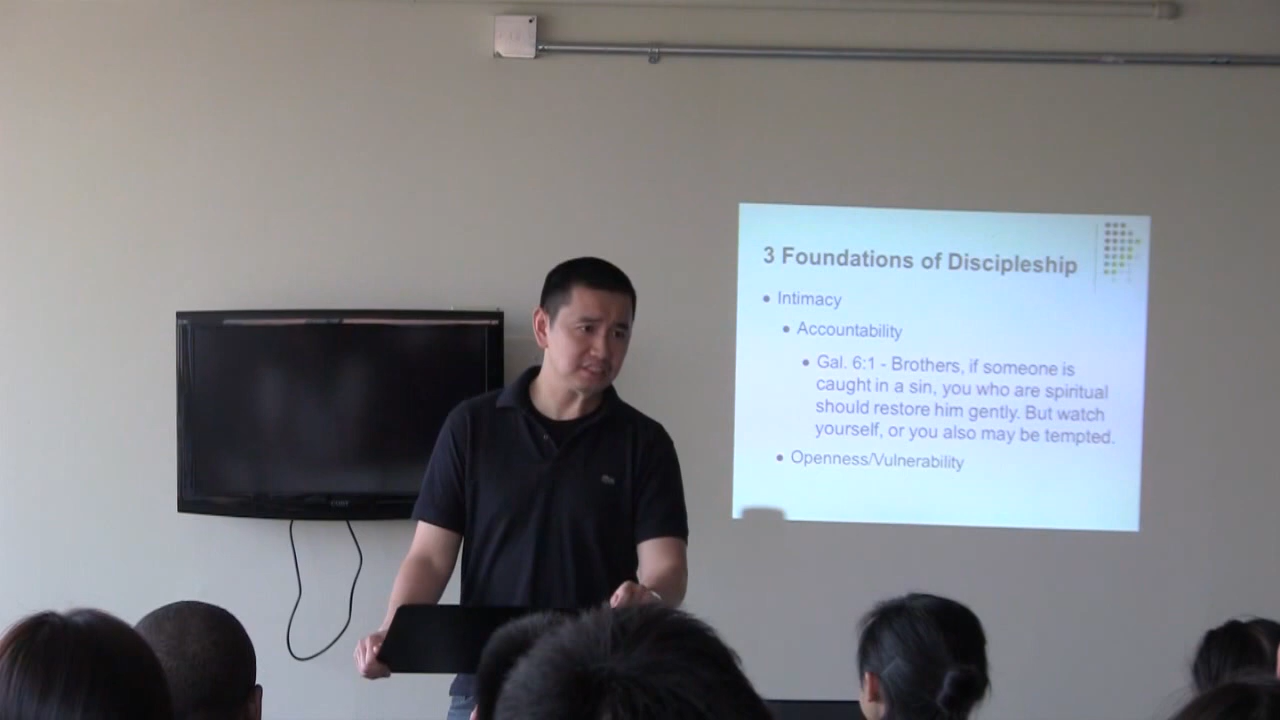 3 Foundations of Discipleship
• Intimacy
• Accountability
• Gal. 6:1 - Brothers, if someone is
caught in a sin, you who are spiritual
should restore him gently. But watch
yourself, or you also may be tempted.
• Openness/Vulnerability